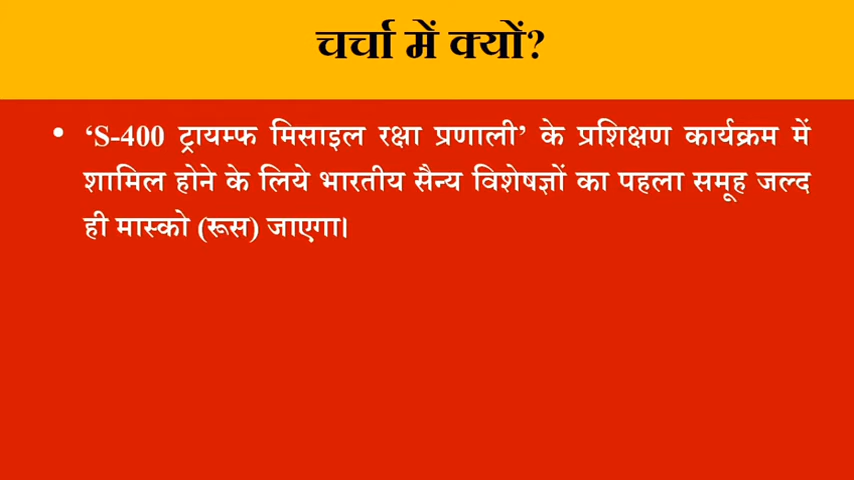 चर्चा में क्यों?
• ‘S-400 ट्रायम्फ मिसाइल रक्षा प्रणाली’ के प्रशिक्षण कार्यक्रम में
शामिल होने के लिये भारतीय सैन्य विशेषज्ञों का पहला समूह जल्द
ही मास्को (रूस) जाएगा।